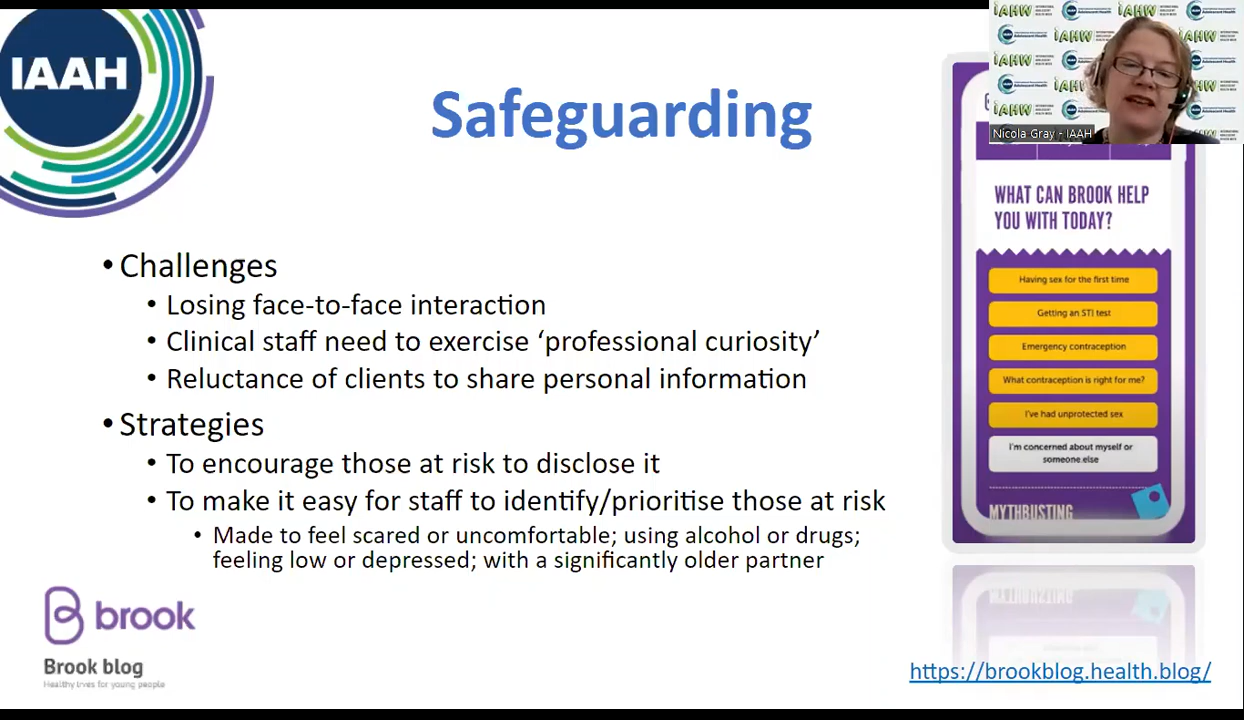 IAAH
Safeguarding
Nicola Gray - IAAH
• Challenges
• Losing face-to-face interaction
• Clinical staff need to exercise ‘professional curiosity’
• Reluctance of clients to share personal information
• Strategies
• To encourage those at risk to disclose it
• To make it easy for staff to identify/prioritise those at risk
• Made to feel scared or uncomfortable; using alcohol or drugs;
feeling low or depressed; with a significantly older partner
WHAT CAN BROOK HELP
YOU WITH TODAY?
Having sex for the first time
Getting an STI test
Emergency contraception
What contraception is right for me?
I've had unprotected sex
I'm concerned about myself or
someone else
MYTHBUSTING
brook
Brook blog
Healthy lives for young people
https://brookblog.health.blog/